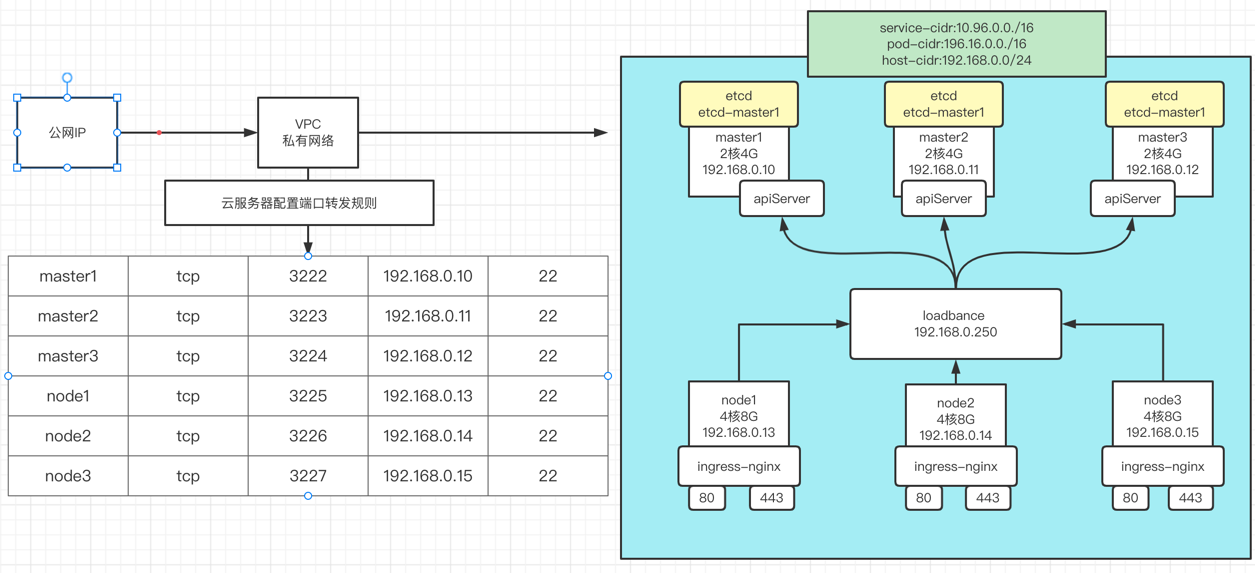 公网IP
VPC
私有网络
云服务器配置端口转发规则
master1 tcp 3222 192.168.0.10 22
master2 tcp 3223 192.168.0.11 22
master3 tcp 3224 192.168.0.12 22
node1 tcp 3225 192.168.0.13 22
node2 tcp 3226 192.168.0.14 22
node3 tcp 3227 192.168.0.15 22
service-cidr:10.96.0.0./16
pod-cidr:196.16.0.0./16
host-cidr:192.168.0.0/24
etcd
etcd-master1
master1
2核4G
192.168.0.10
apiServer
etcd
etcd-master1
master2
2核4G
192.168.0.11
apiServer
etcd
etcd-master1
master3
2核4G
192.168.0.12
apiServer
loadbance
192.168.0.250
node1
4核8G
192.168.0.13
ingress-nginx
80
443
node2
4核8G
192.168.0.14
ingress-nginx
80
443
node3
4核8G
192.168.0.15
ingress-nginx
80
443